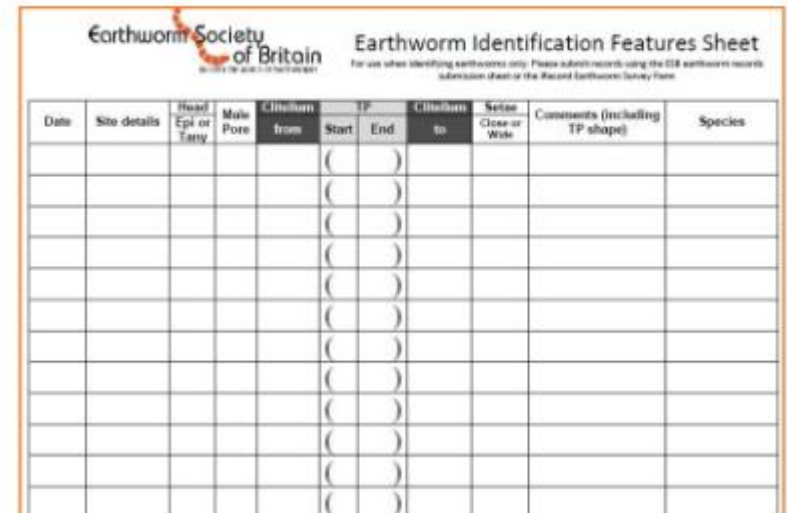 Earthworm Society
of Britain
Earthworm Identification Features Sheet
For use when identifying earthworms only. Please submit records using the ESB earthworm records
submission sheet or the Record Earthworm Survey Form
Date Site details Head Male Pore Clitellum TP Clitellum Setae Comments (including TP shape) Species
Epi or Tany from Start End to Close or Wide
( )
( )
( )
( )
( )
( )
( )
( )
( )
( )
( )
( )